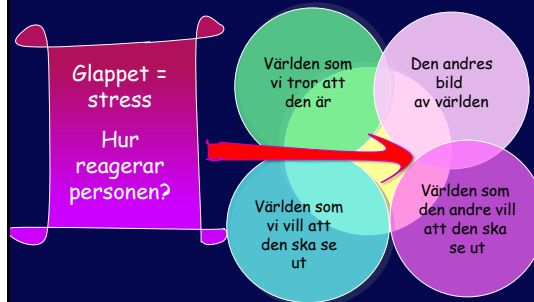 Glappet =
stress
Hur
reagerar
personen?
Världen som
vi tror att
den är
Den andres
bild
av världen
Världen som
vi vill att
den ska se
ut
Världen som
den andre vill
att den ska
se ut